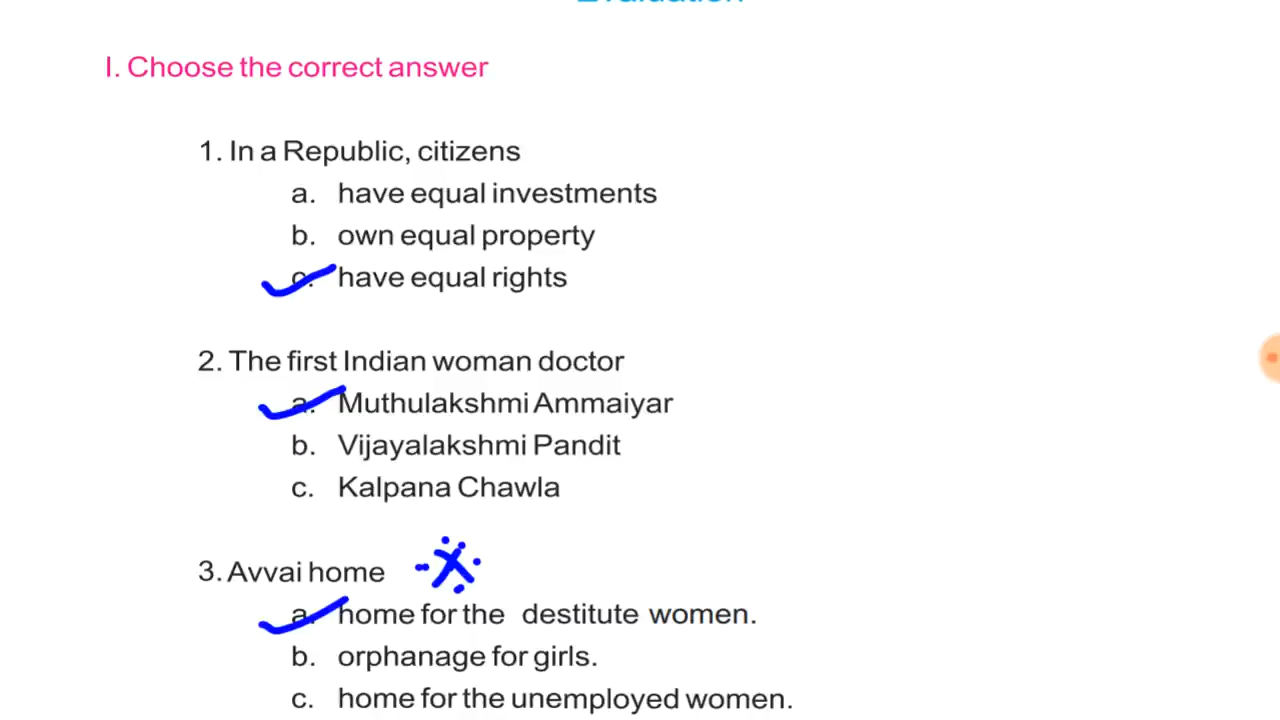 Evaluation
I. Choose the correct answer
1. In a Republic, citizens
a. have equal investments
b. own equal property
c. have equal rights
2. The first Indian woman doctor
a. Muthulakshmi Ammaiyar
b. Vijayalakshmi Pandit
c. Kalpana Chawla
3. Avvai home
a. home for the destitute women.
b. orphanage for girls.
c. home for the unemployed women.